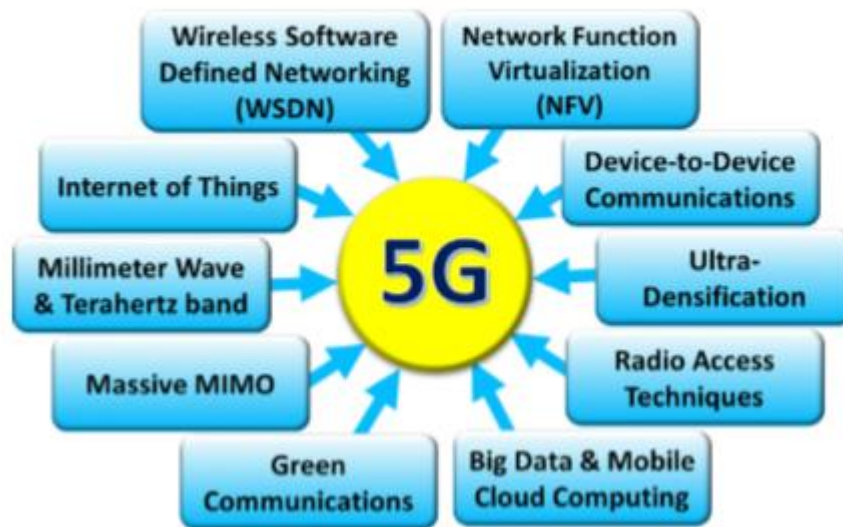 Wireless Software
Defined Networking
(WSDN)
Network Function
Virtualization
(NFV)
Internet of Things
Device-to-Device
Communications
Millimeter Wave
& Terahertz band
5G
Ultra-
Densification
Massive MIMO
Radio Access
Techniques
Green
Communications
Big Data & Mobile
Cloud Computing